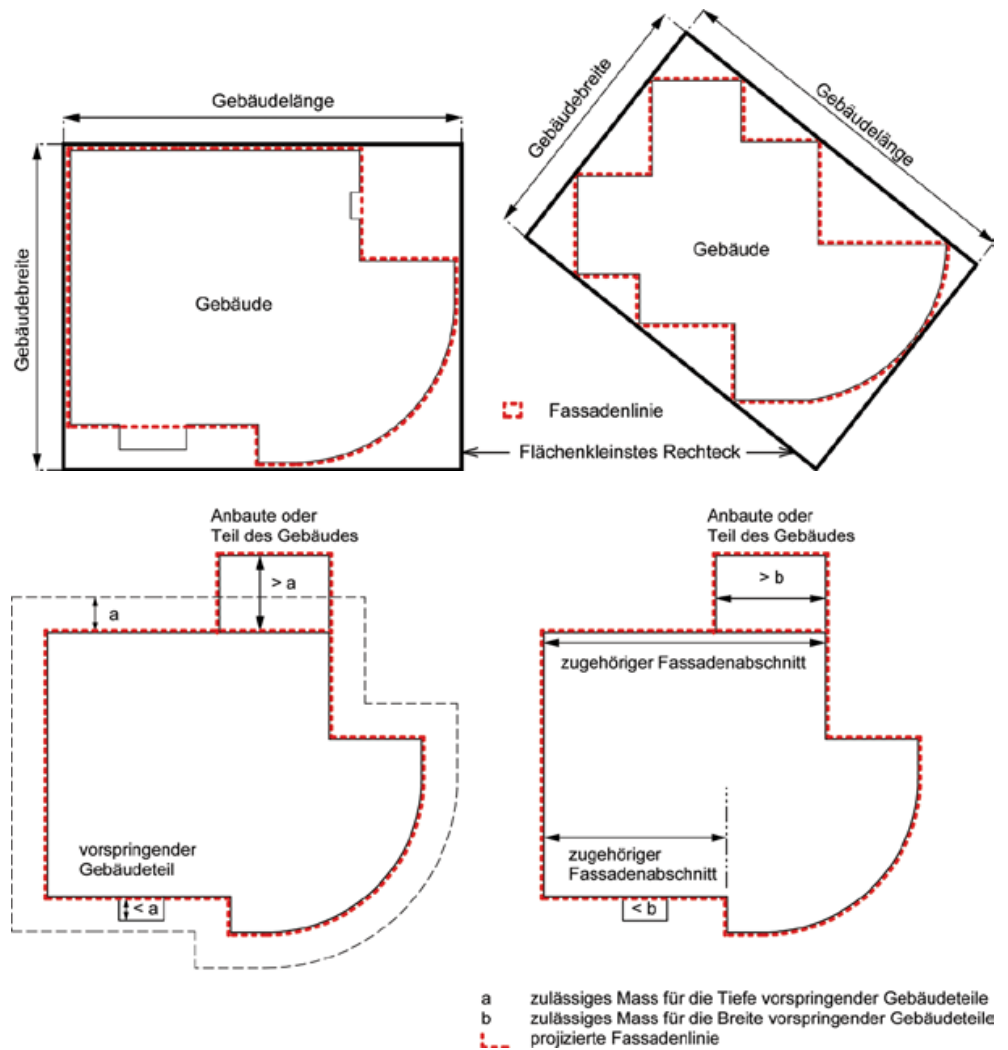 Gebäudelänge
Gebäudebreite
Gebäude
Gebäudebreite
Gebäudelänge
Gebäude
Fassadenlinie
Flächenkleinstes Rechteck
Anbaute oder
Teil des Gebäudes
> a
a
vorspringender
Gebäudeteil
< a
Anbaute oder
Teil des Gebäudes
> b
zugehöriger Fassadenabschnitt
zugehöriger
Fassadenabschnitt
< b
a zulässiges Mass für die Tiefe vorspringender Gebäudeteile
b zulässiges Mass für die Breite vorspringender Gebäudeteile
projizierte Fassadenlinie